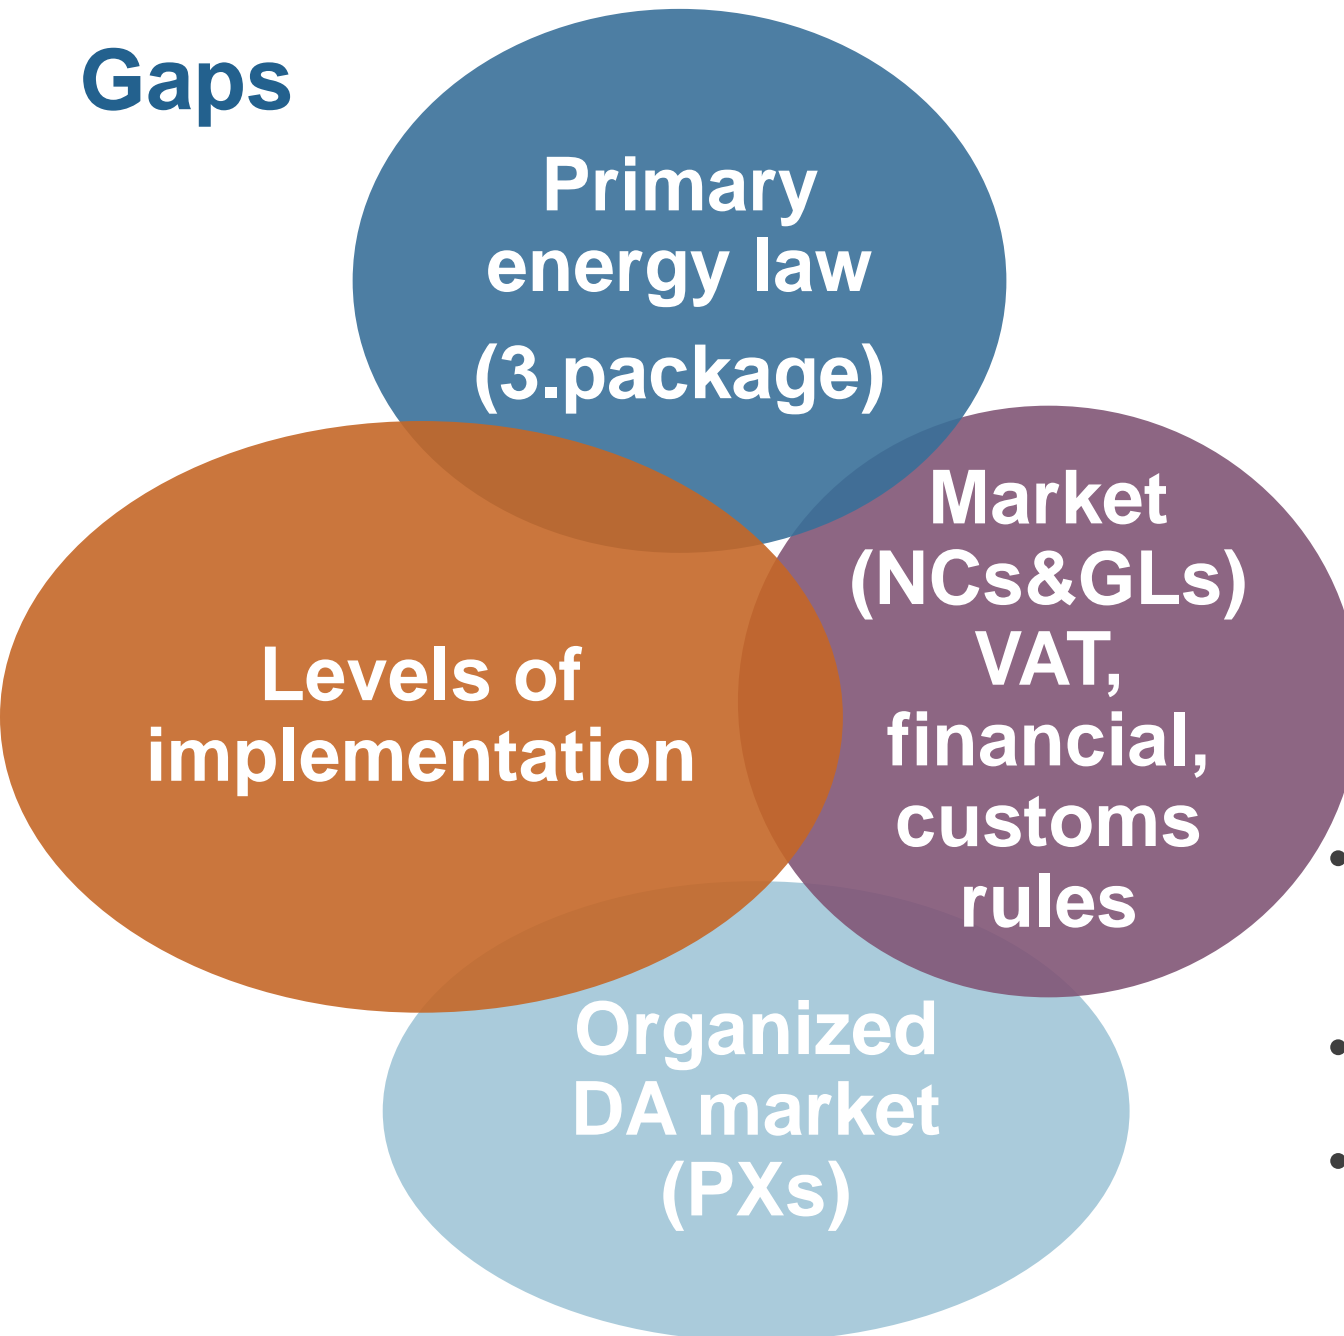 Gaps
Primary
energy law
(3.package)
Market
(NCs&GLs)
VAT,
financial,
customs
rules
Levels of
implementation
Organized
DA market
(PXs)
•
•
•